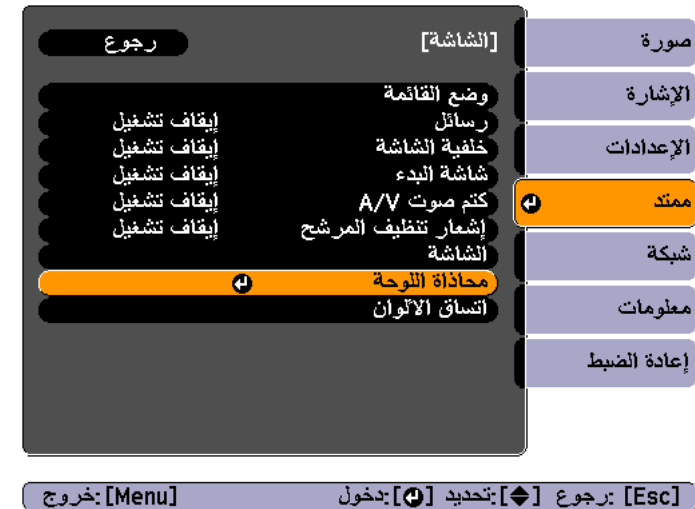 [الشاشة] رجوع
وضع القائمة
رسائل إيقاف تشغيل
خلفية الشاشة إيقاف تشغيل
شاشة البدء إيقاف تشغيل
كتم صوت A/V إيقاف تشغيل
إشعار تنظيف المرشح إيقاف تشغيل
الشاشة
محاذاة اللوحة
اتساق الألوان
صورة
الإشارة
الإعدادات
ممتد
شبكة
معلومات
إعادة الضبط
[Esc] :رجوع [◆]:تحديد [↵]:دخول [Menu]:خروج